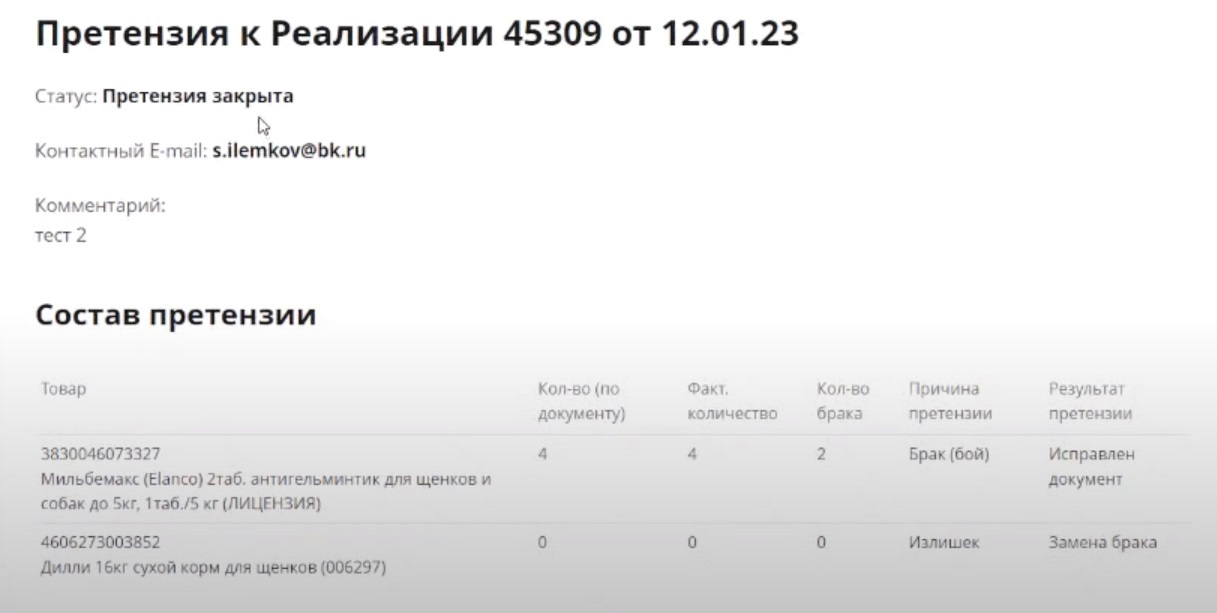 Претензия к Реализации 45309 от 12.01.23
Статус: Претензия закрыта
Контактный E-mail: s.ilemkov@bk.ru
Комментарий:
тест 2
Состав претензии
Товар Кол-во (по Факт. Кол-во Причина Результат
документу) количество брака претензии претензии
3830046073327 4 4 2 Брак (бой) Исправлен
Мильбемакс (Elanco) 2таб. антигельминтик для щенков и документ
собак до 5кг, 1таб./5 кг (ЛИЦЕНЗИЯ)
4606273003852 0 0 0 Излишек Замена брака
Дилли 16кг сухой корм для щенков (006297)